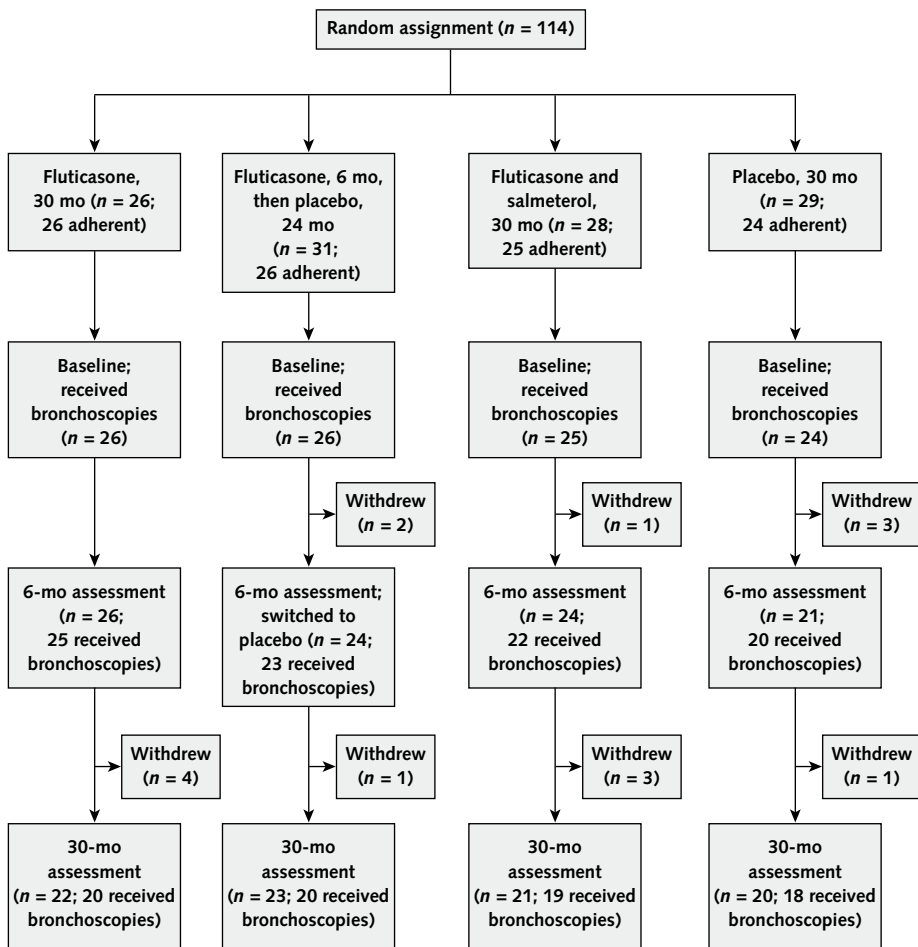 Random assignment (n = 114)
Fluticasone,
30 mo (n = 26;
26 adherent)
Fluticasone, 6 mo,
then placebo,
24 mo
(n = 31;
26 adherent)
Fluticasone and
salmeterol,
30 mo (n = 28;
25 adherent)
Placebo, 30 mo
(n = 29;
24 adherent)
Baseline;
received
bronchoscopies
(n = 26)
Baseline;
received
bronchoscopies
(n = 26)
Baseline;
received
bronchoscopies
(n = 25)
Baseline;
received
bronchoscopies
(n = 24)
Withdrew
(n = 2)
Withdrew
(n = 1)
Withdrew
(n = 3)
6-mo assessment
(n = 26;
25 received
bronchoscopies)
6-mo assessment;
switched to
placebo (n = 24;
23 received
bronchoscopies)
6-mo assessment
(n = 24;
22 received
bronchoscopies)
6-mo assessment
(n = 21;
20 received
bronchoscopies)
Withdrew
(n = 4)
Withdrew
(n = 1)
Withdrew
(n = 3)
Withdrew
(n = 1)
30-mo
assessment
(n = 22; 20 received
bronchoscopies)
30-mo
assessment
(n = 23; 20 received
bronchoscopies)
30-mo
assessment
(n = 21; 19 received
bronchoscopies)
30-mo
assessment
(n = 20; 18 received
bronchoscopies)